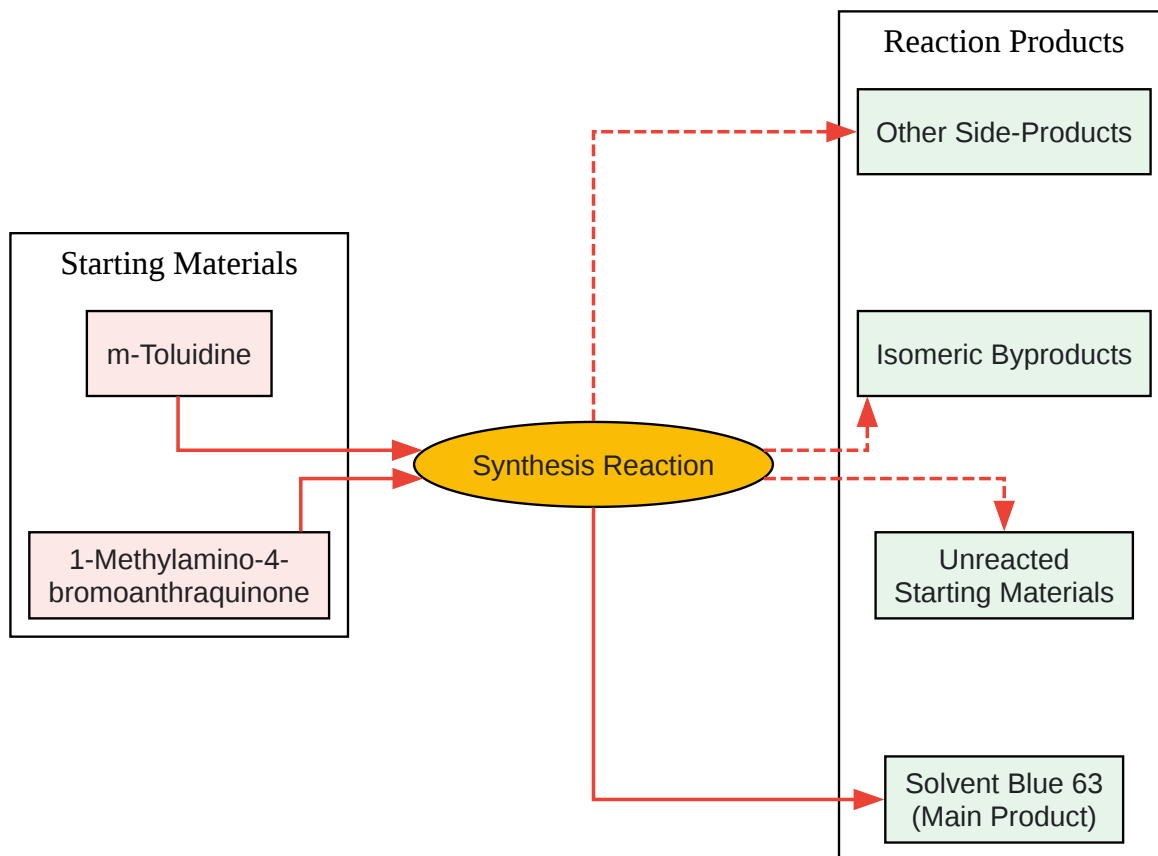 Starting Materials
m-Toluidine
1-Methylamino-4-
bromoanthraquinone
Synthesis Reaction
Reaction Products
Other Side-Products
Isomeric Byproducts
Unreacted
Starting Materials
Solvent Blue 63
(Main Product)